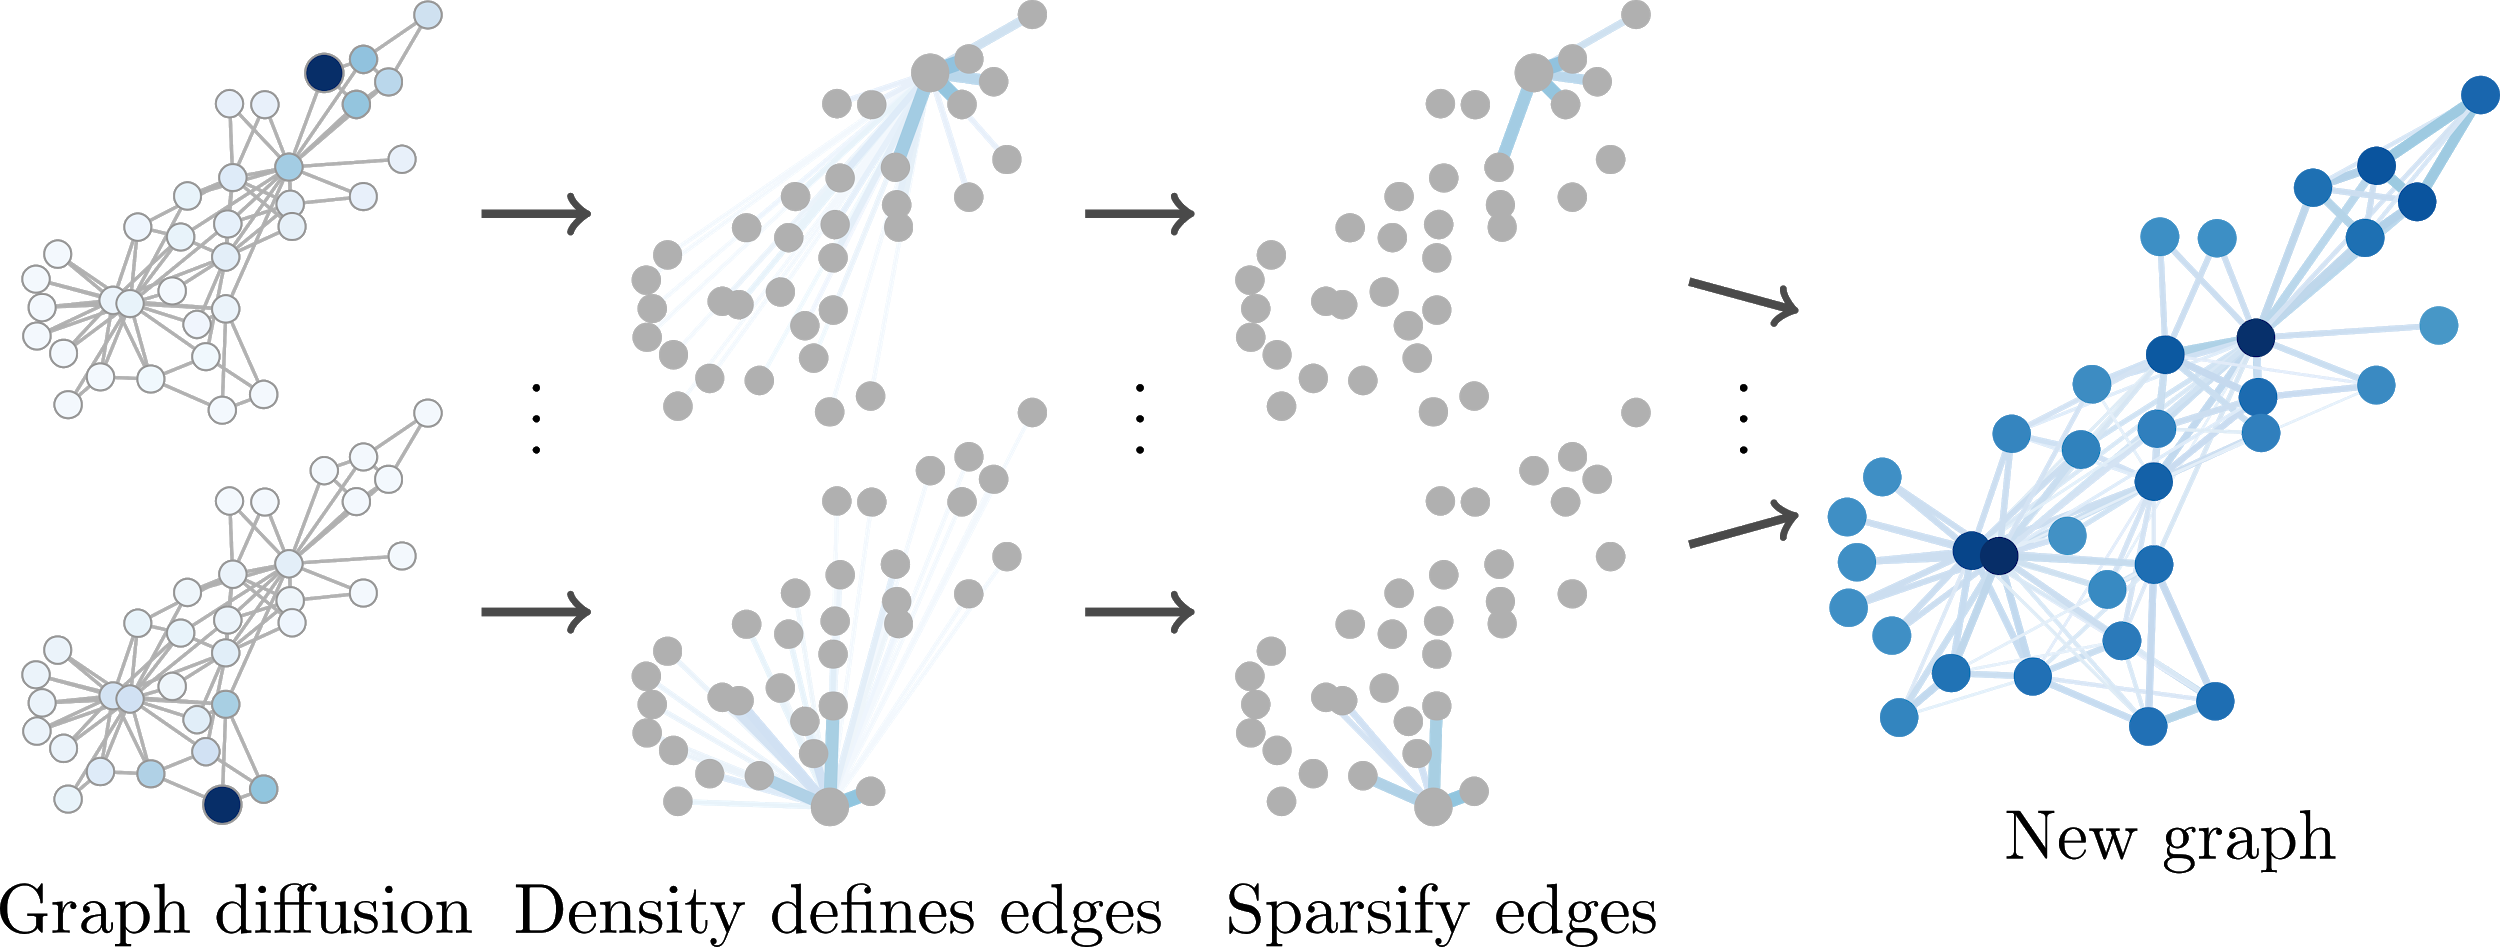 Graph diffusion
Density defines edges
Sparsify edges
New graph